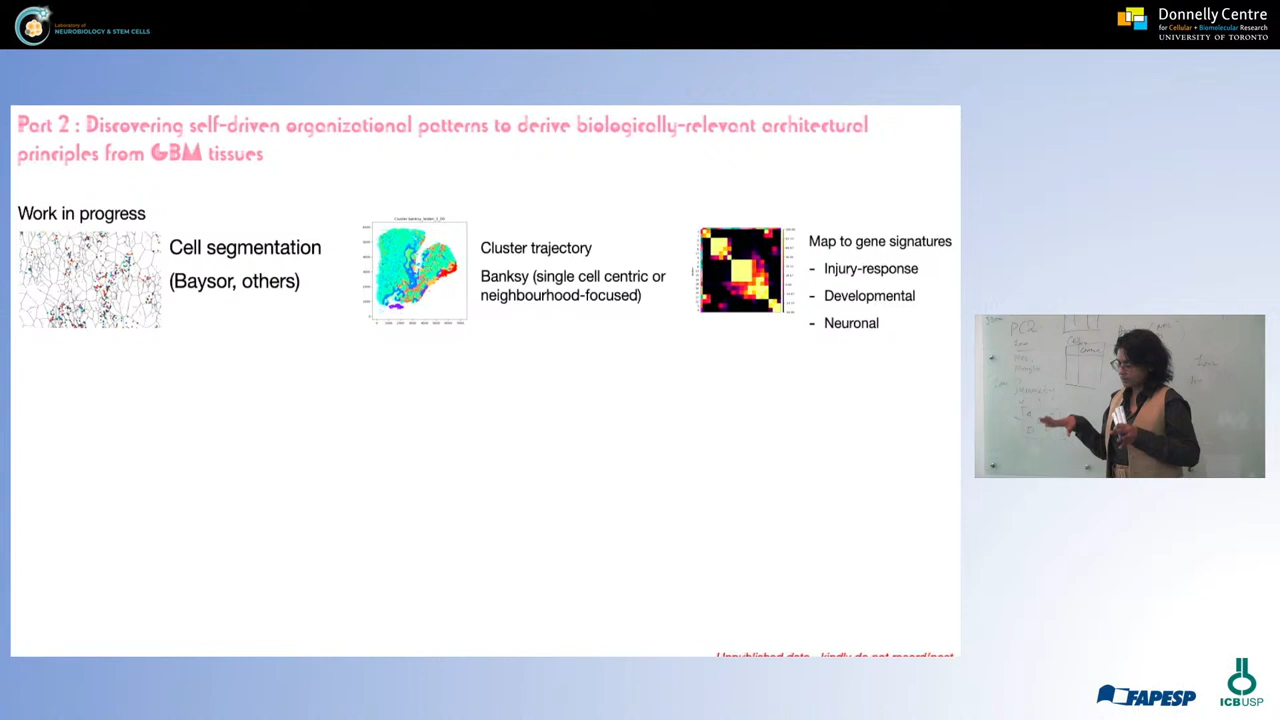 Laboratory of
NEUROBIOLOGY & STEM CELLS
Donnelly Centre
for Cellular + Biomolecular Research
UNIVERSITY OF TORONTO
Part 2 : Discovering self-driven organizational patterns to derive biologically-relevant architectural
principles from GBM tissues
Work in progress
Cell segmentation
(Baysor, others)
Cluster trajectory
Banksy (single cell centric or
neighbourhood-focused)
Map to gene signatures
- Injury-response
- Developmental
- Neuronal
PC2
Unpublished data - kindly do not record/post
FAPESP
ICBUSP